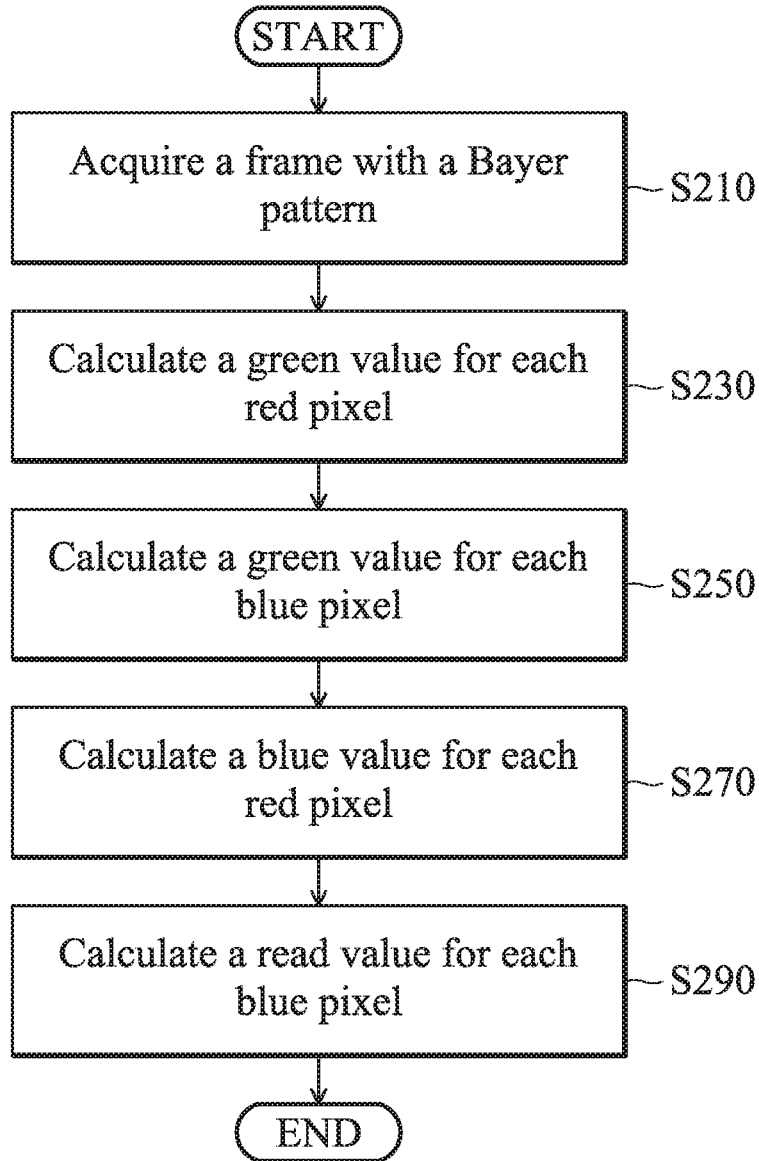 START
Acquire a frame with a Bayer
pattern
S210
Calculate a green value for each
red pixel
S230
Calculate a green value for each
blue pixel
S250
Calculate a blue value for each
red pixel
S270
Calculate a read value for each
blue pixel
S290
END